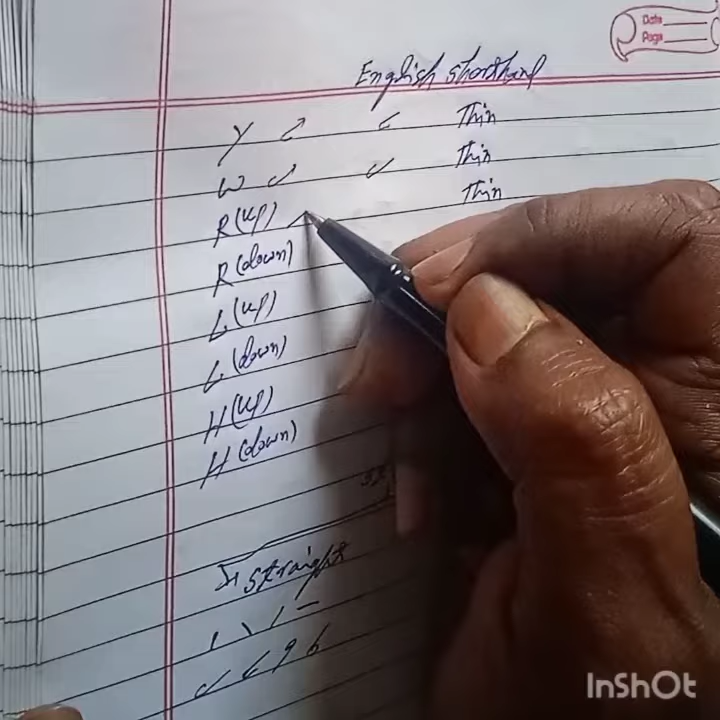 Date
Page
English shorthand
Y Thin
W Thin
R (up) Thin
R (down)
L (up)
L (down)
H (up)
H (down)
straight
InShOt